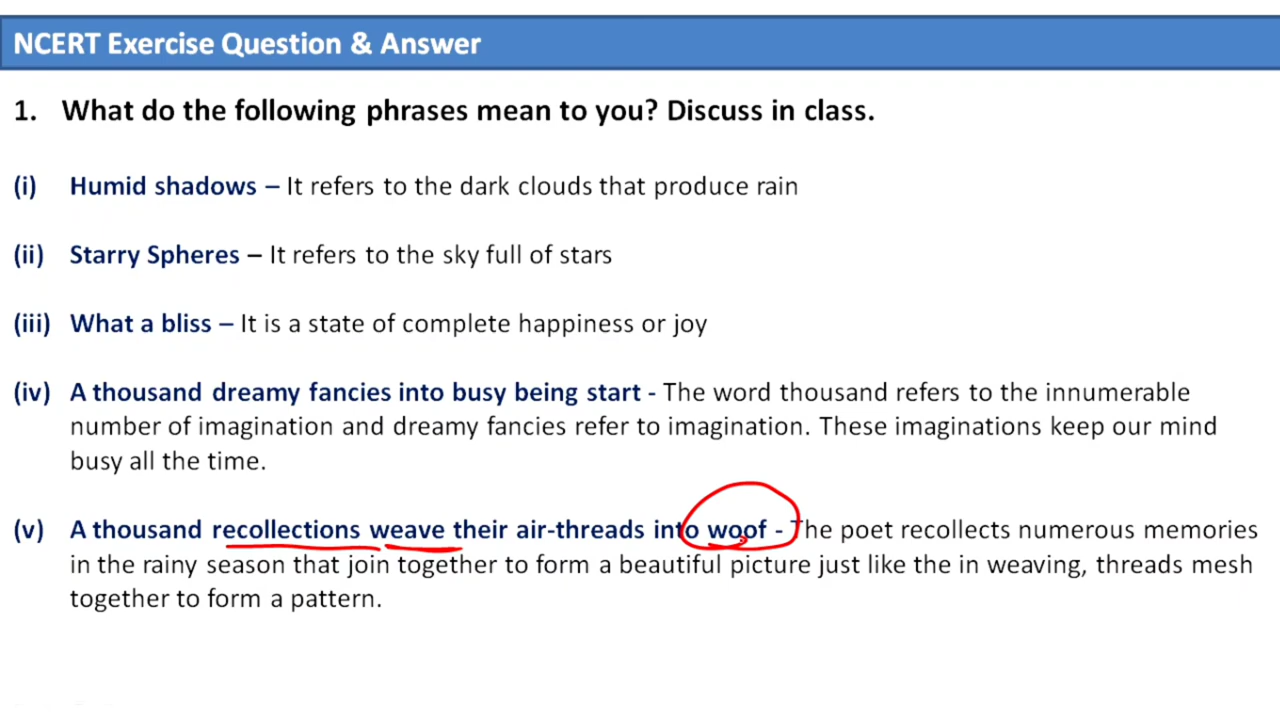 NCERT Exercise Question & Answer
1. What do the following phrases mean to you? Discuss in class.
(i) Humid shadows – It refers to the dark clouds that produce rain
(ii) Starry Spheres – It refers to the sky full of stars
(iii) What a bliss – It is a state of complete happiness or joy
(iv) A thousand dreamy fancies into busy being start - The word thousand refers to the innumerable
number of imagination and dreamy fancies refer to imagination. These imaginations keep our mind
busy all the time.
(v) A thousand recollections weave their air-threads into woof - The poet recollects numerous memories
in the rainy season that join together to form a beautiful picture just like the in weaving, threads mesh
together to form a pattern.